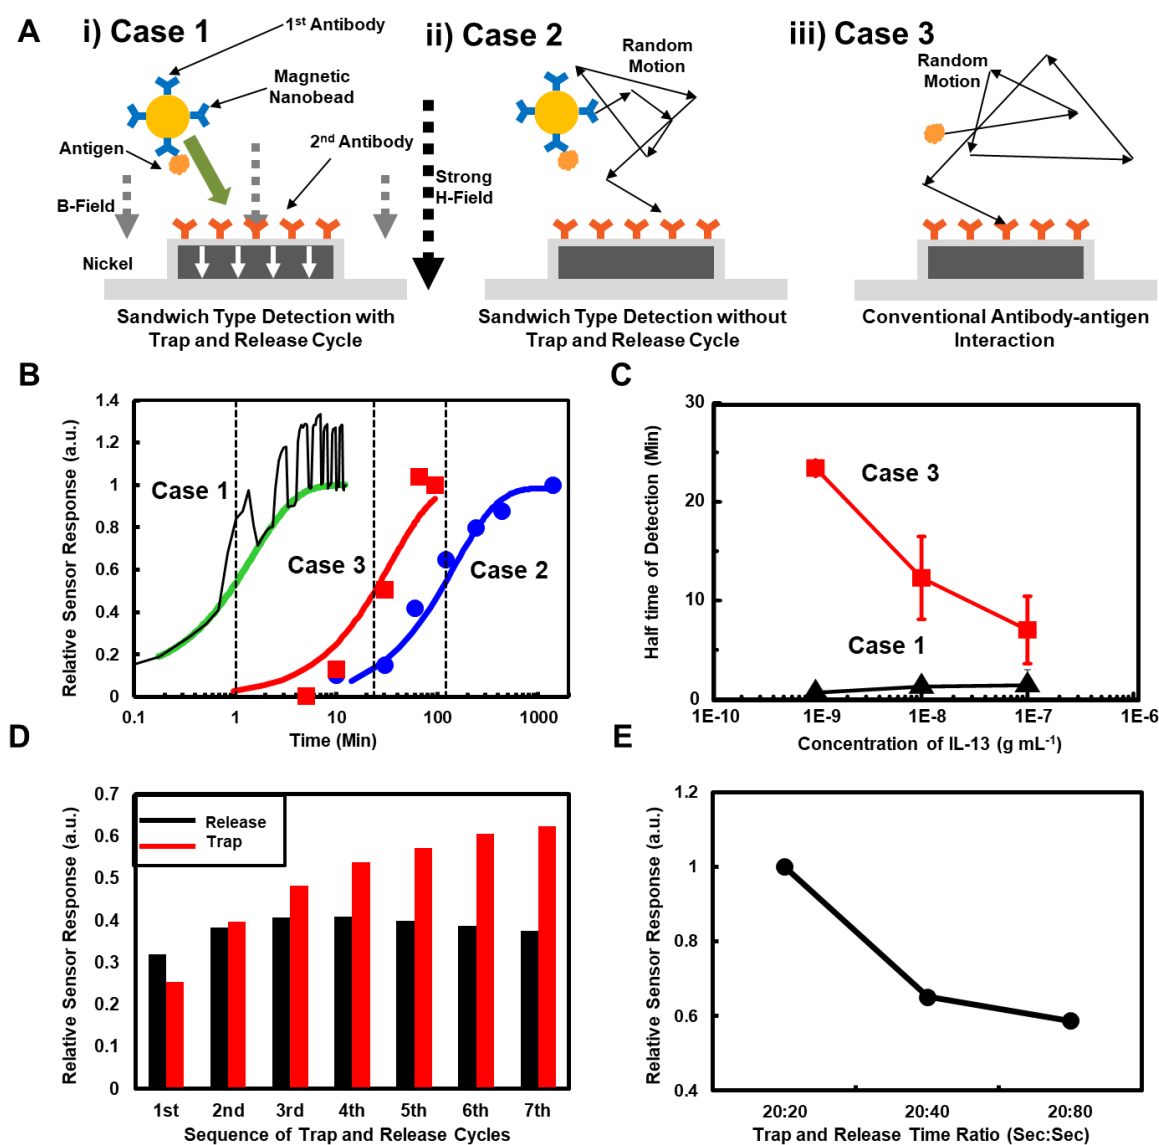 A
i) Case 1
1st Antibody
Magnetic
Nanobead
Antigen
2nd Antibody
B-Field
Nickel
Strong
H-Field
Sandwich Type Detection with
Trap and Release Cycle
ii) Case 2
Random
Motion
Sandwich Type Detection without
Trap and Release Cycle
iii) Case 3
Random
Motion
Conventional Antibody-antigen
Interaction
B
Relative Sensor Response (a.u.)
1.4
1.2
1
0.8
0.6
0.4
0.2
0
Case 1
Case 3
Case 2
0.1 1 10 100 1000
Time (Min)
C
Half time of Detection (Min)
30
20
10
0
Case 3
Case 1
1E-10 1E-9 1E-8 1E-7 1E-6
Concentration of IL-13 (g mL-1)
D
Relative Sensor Response (a.u.)
0.7
0.6
0.5
0.4
0.3
0.2
0.1
0
Release
Trap
1st 2nd 3rd 4th 5th 6th 7th
Sequence of Trap and Release Cycles
E
Relative Sensor Response (a.u.)
1.2
1
0.8
0.6
0.4
20:20 20:40 20:80
Trap and Release Time Ratio (Sec:Sec)